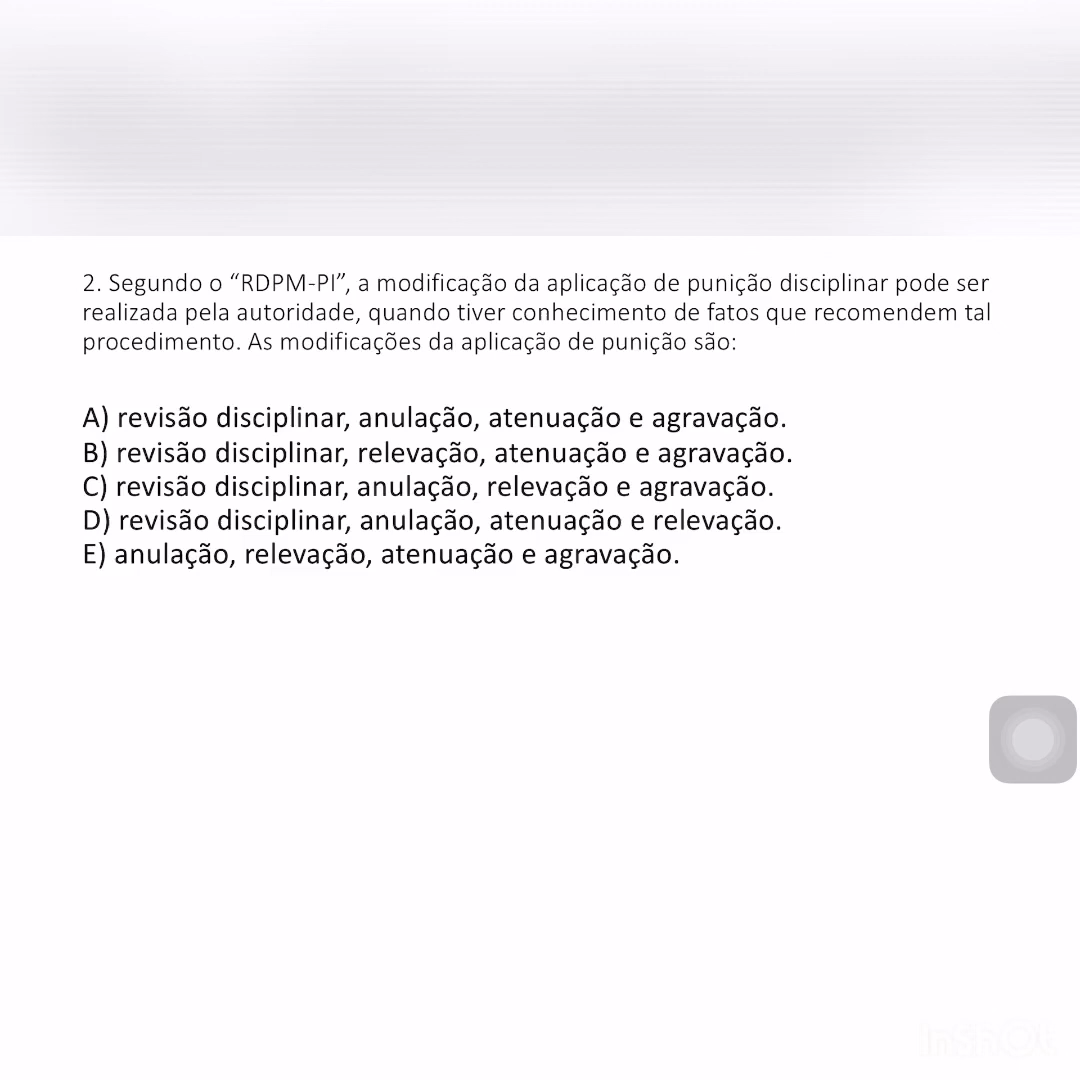 2. Segundo o “RDPM-PI”, a modificação da aplicação de punição disciplinar pode ser
realizada pela autoridade, quando tiver conhecimento de fatos que recomendem tal
procedimento. As modificações da aplicação de punição são:
A) revisão disciplinar, anulação, atenuação e agravação.
B) revisão disciplinar, relevação, atenuação e agravação.
C) revisão disciplinar, anulação, relevação e agravação.
D) revisão disciplinar, anulação, atenuação e relevação.
E) anulação, relevação, atenuação e agravação.
InShOt